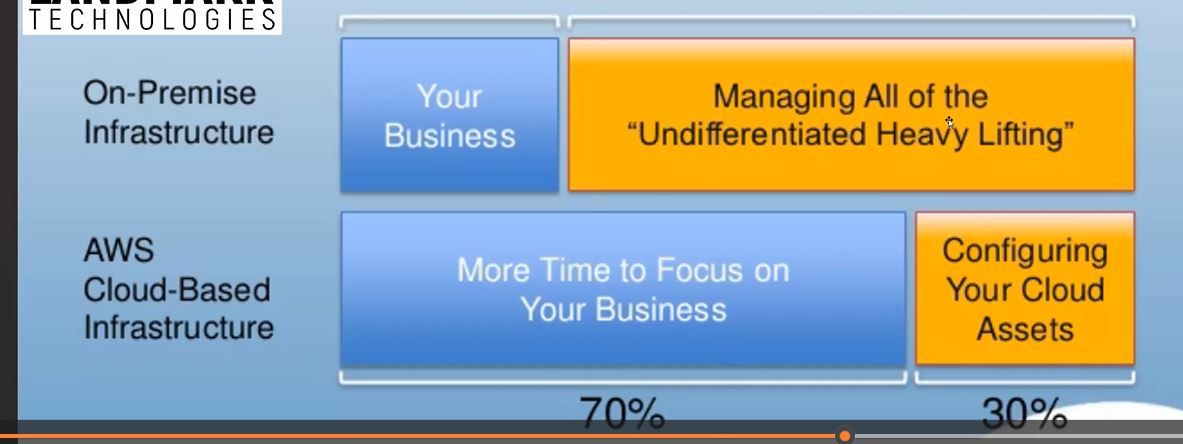 TECHNOLOGIES
On-Premise
Infrastructure
Your
Business
Managing All of the
“Undifferentiated Heavy Lifting”
AWS
Cloud-Based
Infrastructure
More Time to Focus on
Your Business
Configuring
Your Cloud
Assets
70%
30%